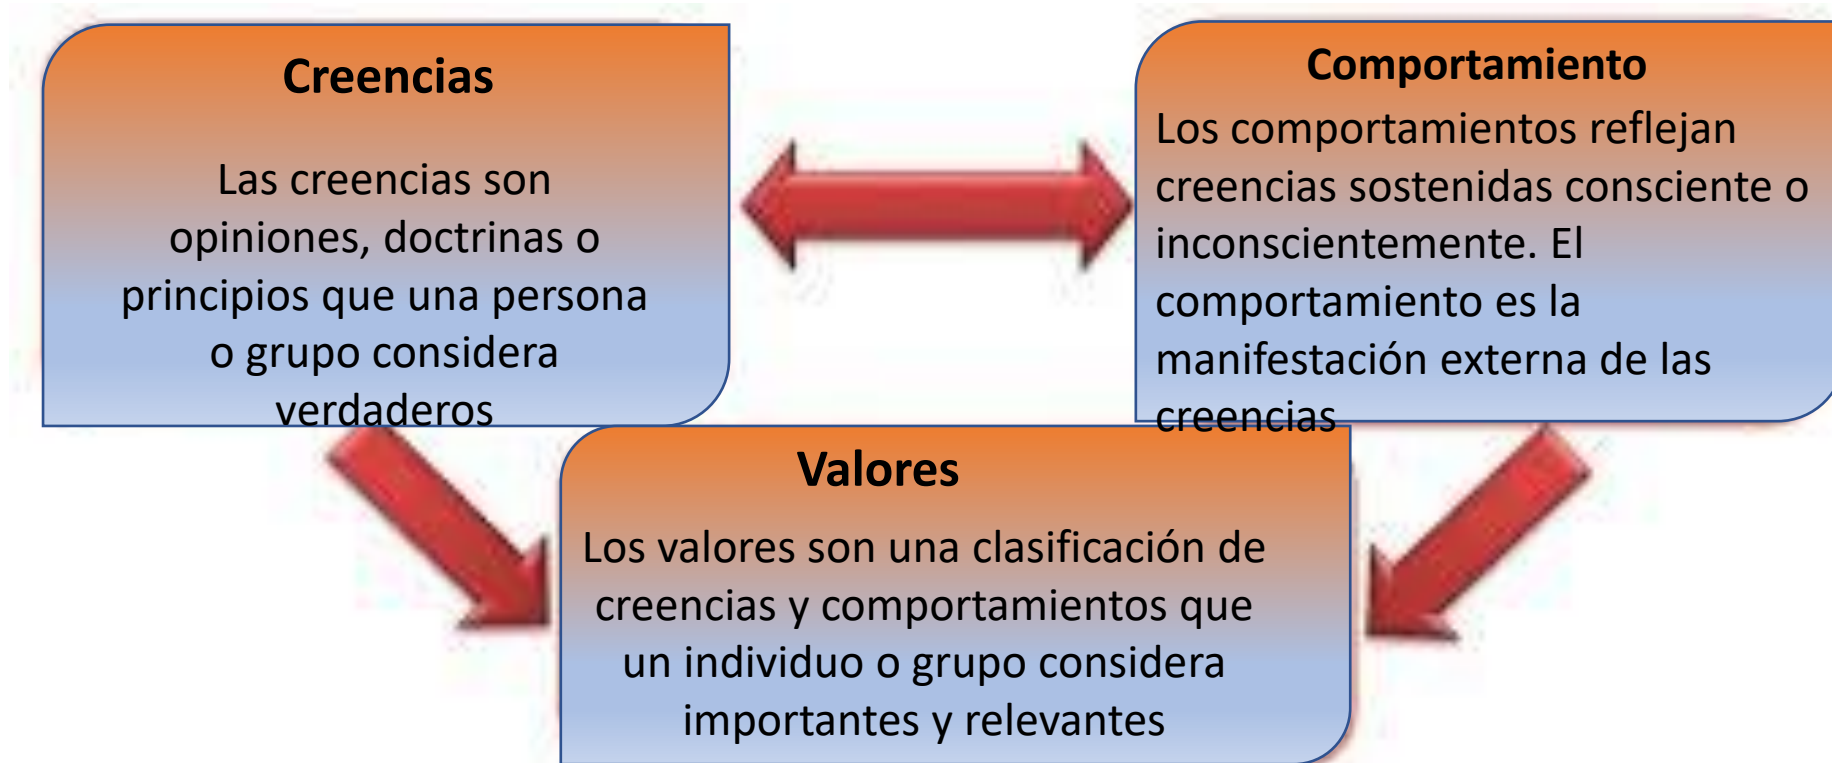 Creencias
Las creencias son
opiniones, doctrinas o
principios que una persona
o grupo considera
verdaderos
Comportamiento
Los comportamientos reflejan
creencias sostenidas consciente o
inconscientemente. El
comportamiento es la
manifestación externa de las
creencias
Valores
Los valores son una clasificación de
creencias y comportamientos que
un individuo o grupo considera
importantes y relevantes